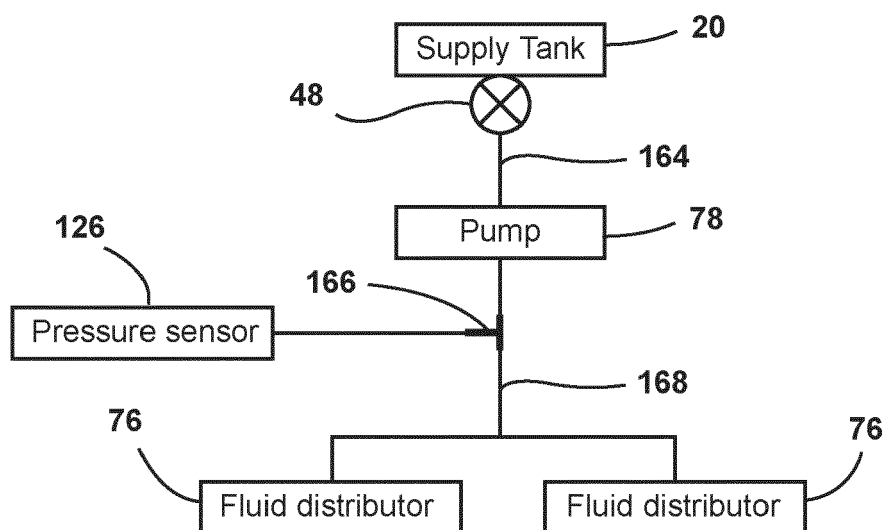 20
Supply Tank
48
164
126
Pump
78
166
Pressure sensor
168
76
76
Fluid distributor
Fluid distributor